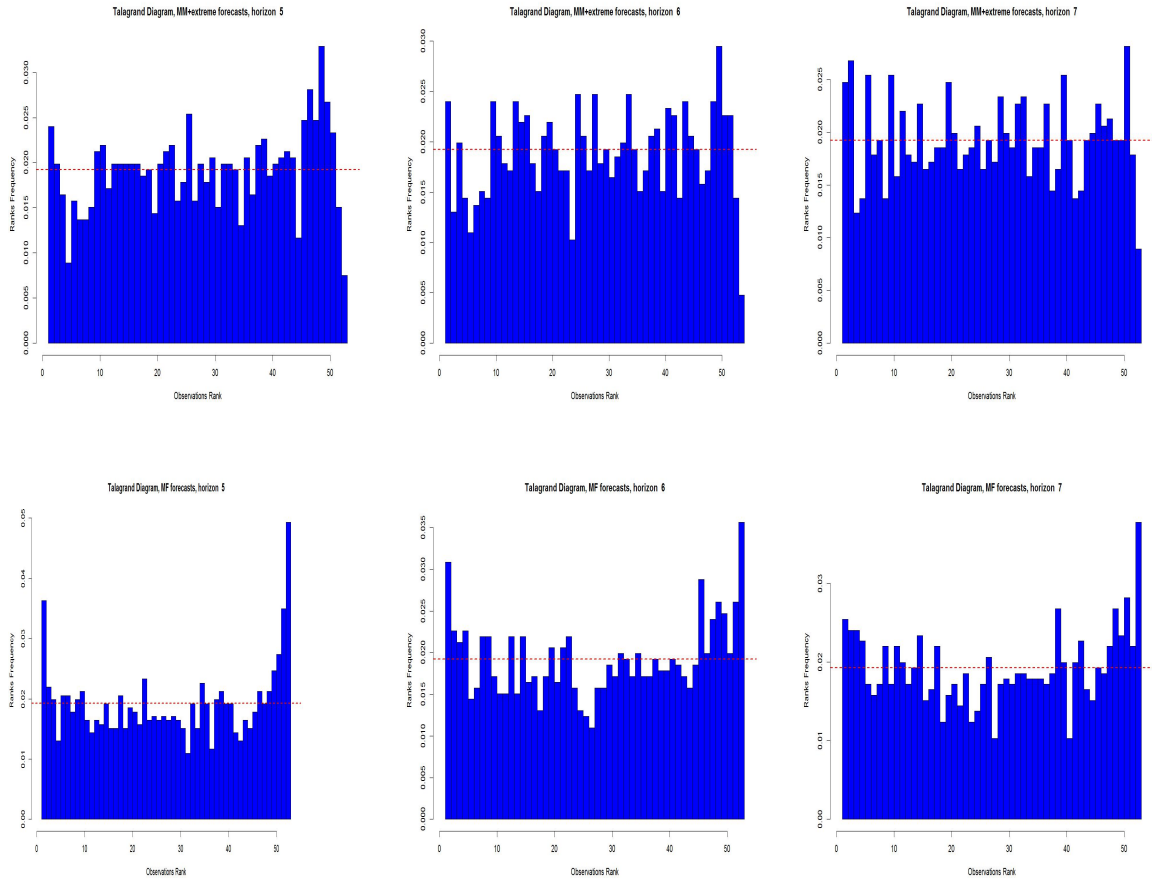 Talagrand Diagram, MM+extreme forecasts, horizon 5
Ranks Frequency
0.000 0.005 0.010 0.015 0.020 0.025 0.030
0 10 20 30 40 50
Observations Rank
Talagrand Diagram, MM+extreme forecasts, horizon 6
Ranks Frequency
0.000 0.005 0.010 0.015 0.020 0.025 0.030
0 10 20 30 40 50
Observations Rank
Talagrand Diagram, MM+extreme forecasts, horizon 7
Ranks Frequency
0.000 0.005 0.010 0.015 0.020 0.025
0 10 20 30 40 50
Observations Rank
Talagrand Diagram, MF forecasts, horizon 5
Ranks Frequency
0.00 0.01 0.02 0.03 0.04 0.05
0 10 20 30 40 50
Observations Rank
Talagrand Diagram, MF forecasts, horizon 6
Ranks Frequency
0.000 0.005 0.010 0.015 0.020 0.025 0.030 0.035
0 10 20 30 40 50
Observations Rank
Talagrand Diagram, MF forecasts, horizon 7
Ranks Frequency
0.00 0.01 0.02 0.03
0 10 20 30 40 50
Observations Rank